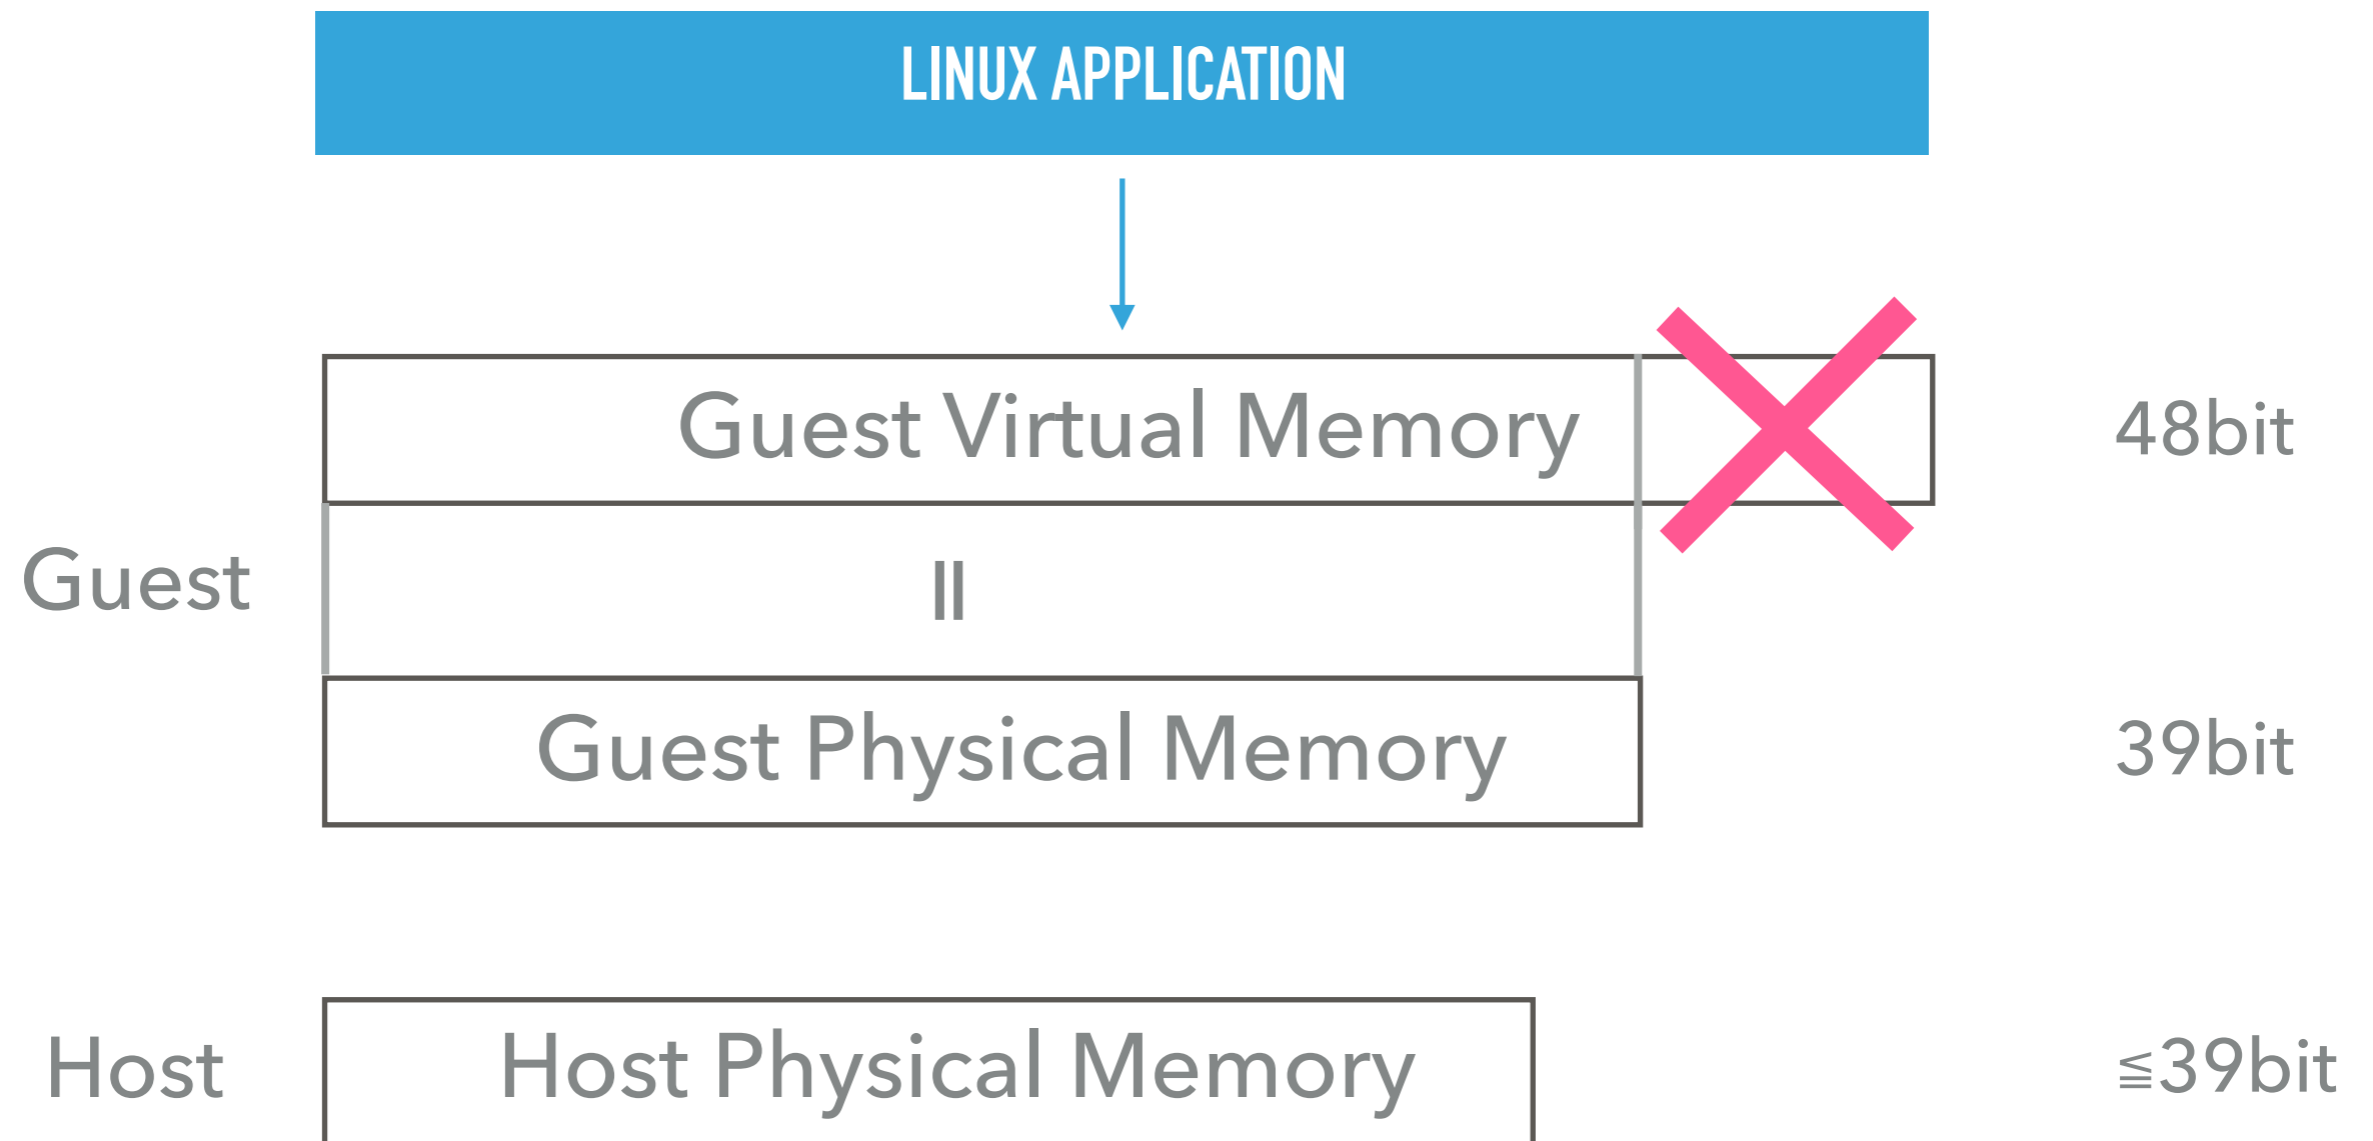 LINUX APPLICATION
Guest Virtual Memory
48bit
Guest
=
Guest Physical Memory
39bit
Host
Host Physical Memory
≦39bit